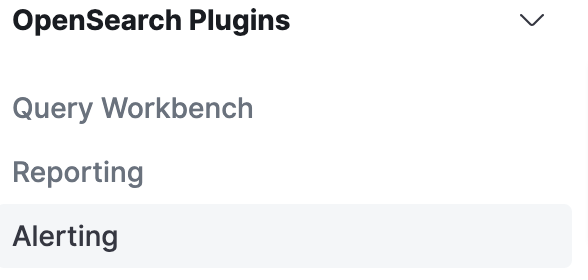 OpenSearch Plugins
Query Workbench
Reporting
Alerting